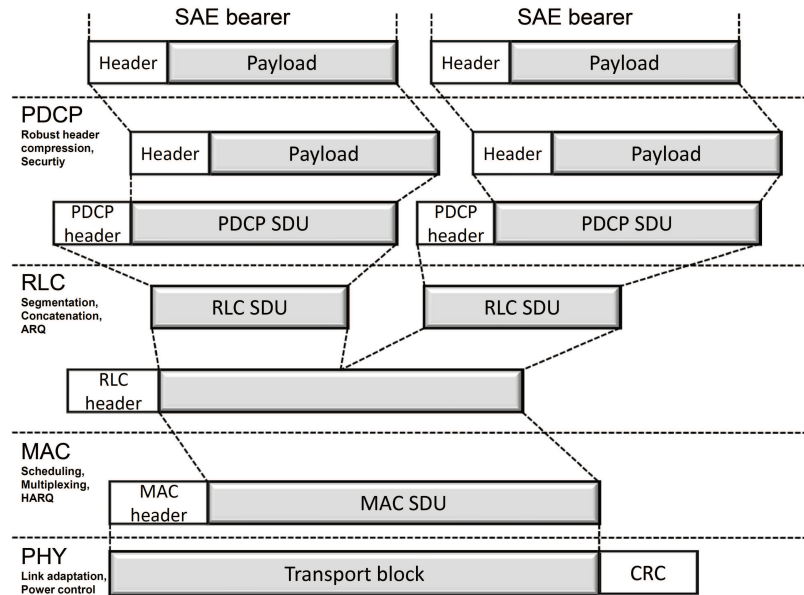 SAE bearer
SAE bearer
Header
Payload
Header
Payload
PDCP
Robust header
compression,
Securtiy
Header
Payload
Header
Payload
PDCP
header
PDCP SDU
PDCP
header
PDCP SDU
RLC
Segmentation,
Concatenation,
ARQ
RLC SDU
RLC SDU
RLC
header
MAC
Scheduling,
Multiplexing,
HARQ
MAC
header
MAC SDU
PHY
Link adaptation,
Power control
Transport block
CRC